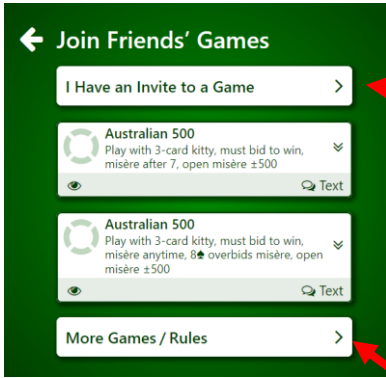 Join Friends' Games
I Have an Invite to a Game
Australian 500
Play with 3-card kitty, must bid to win,
misère after 7, open misère ±500
Text
Australian 500
Play with 3-card kitty, must bid to win,
misère anytime, 8♠ overbids misère, open
misère ±500
Text
More Games / Rules